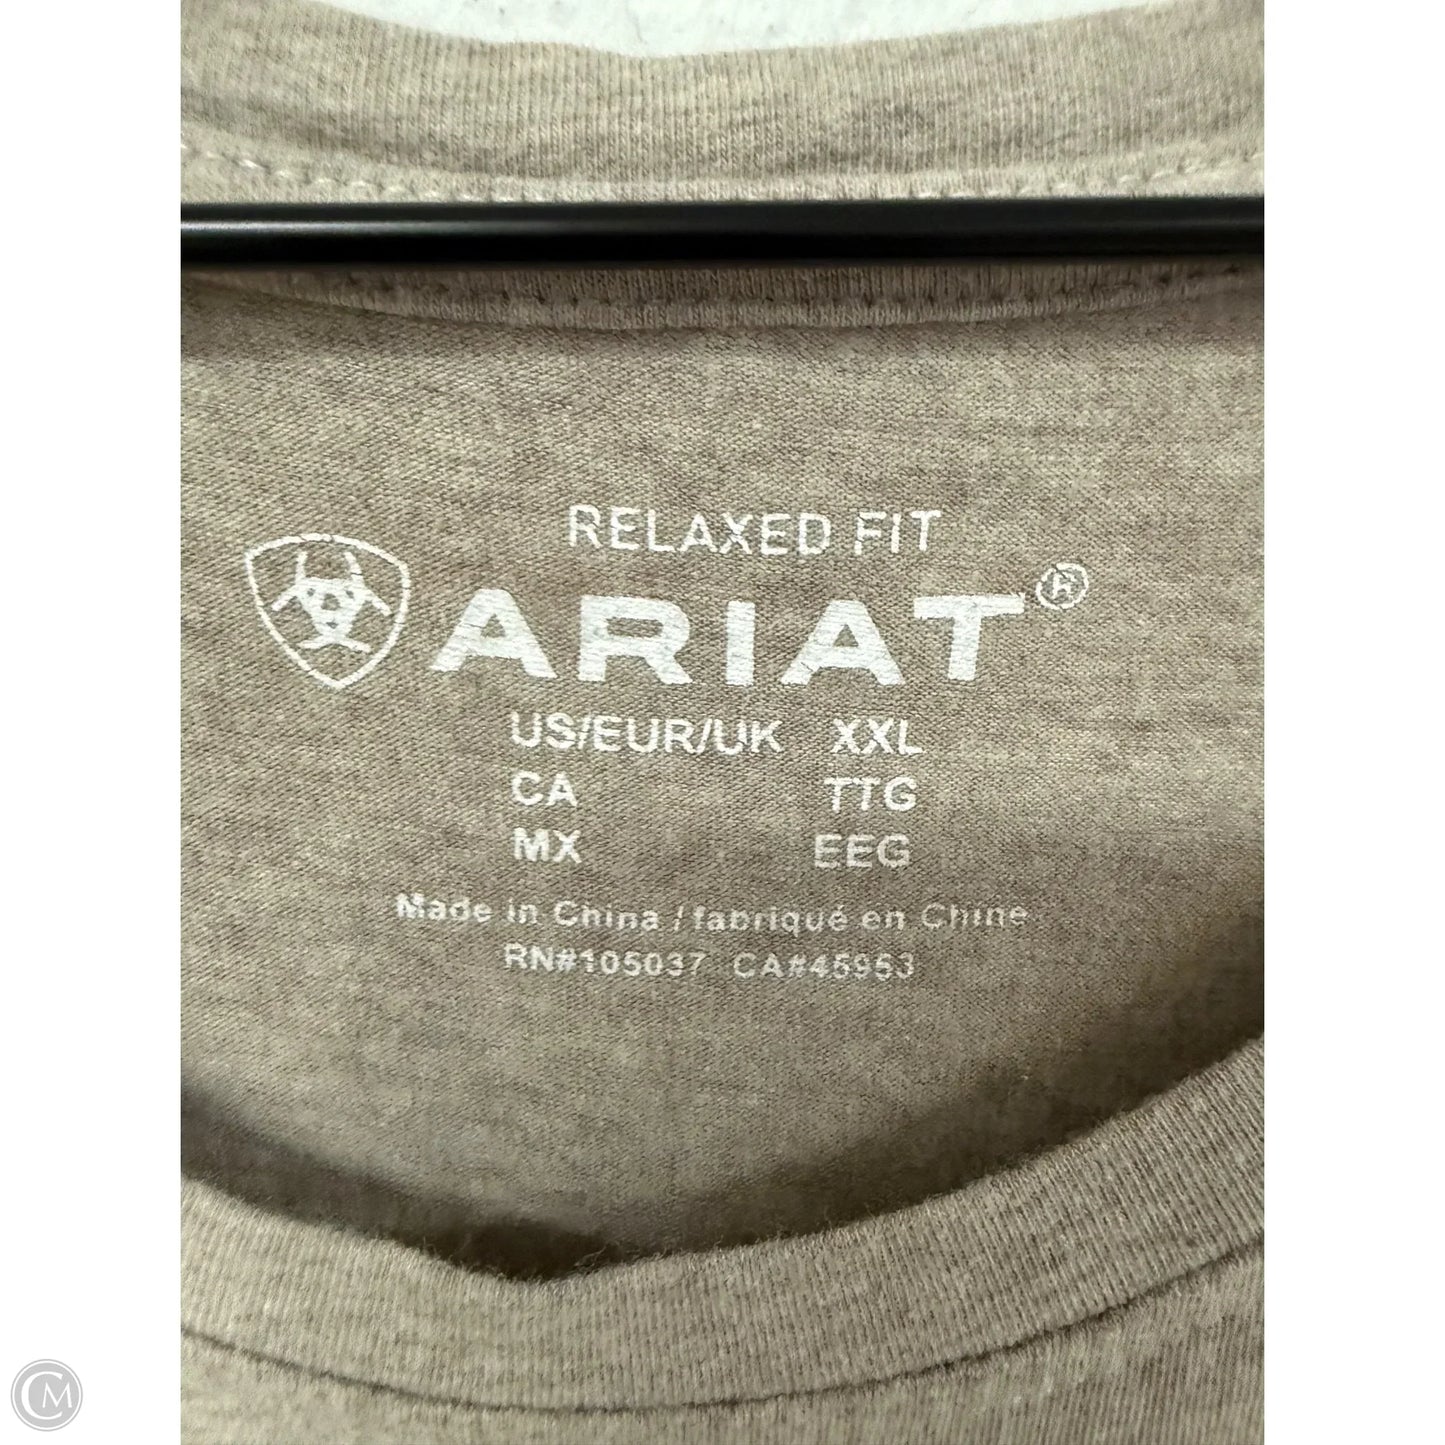 RELAXED FIT
ARIAT®
US/EUR/UK XXL
CA TTG
MX EEG
Made in China / fabriqué en Chine
RN#105037 CA#45953
CM